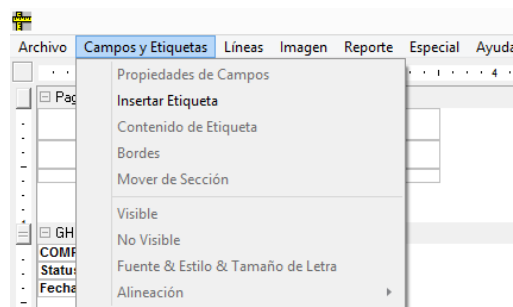 Archivo Campos y Etiquetas Líneas Imagen Reporte Especial Ayuda
4
Pag
Propiedades de Campos
Insertar Etiqueta
Contenido de Etiqueta
Bordes
Mover de Sección
Visible
GH
No Visible
COMP
Status
Fuente & Estilo & Tamaño de Letra
Fecha
Alineación